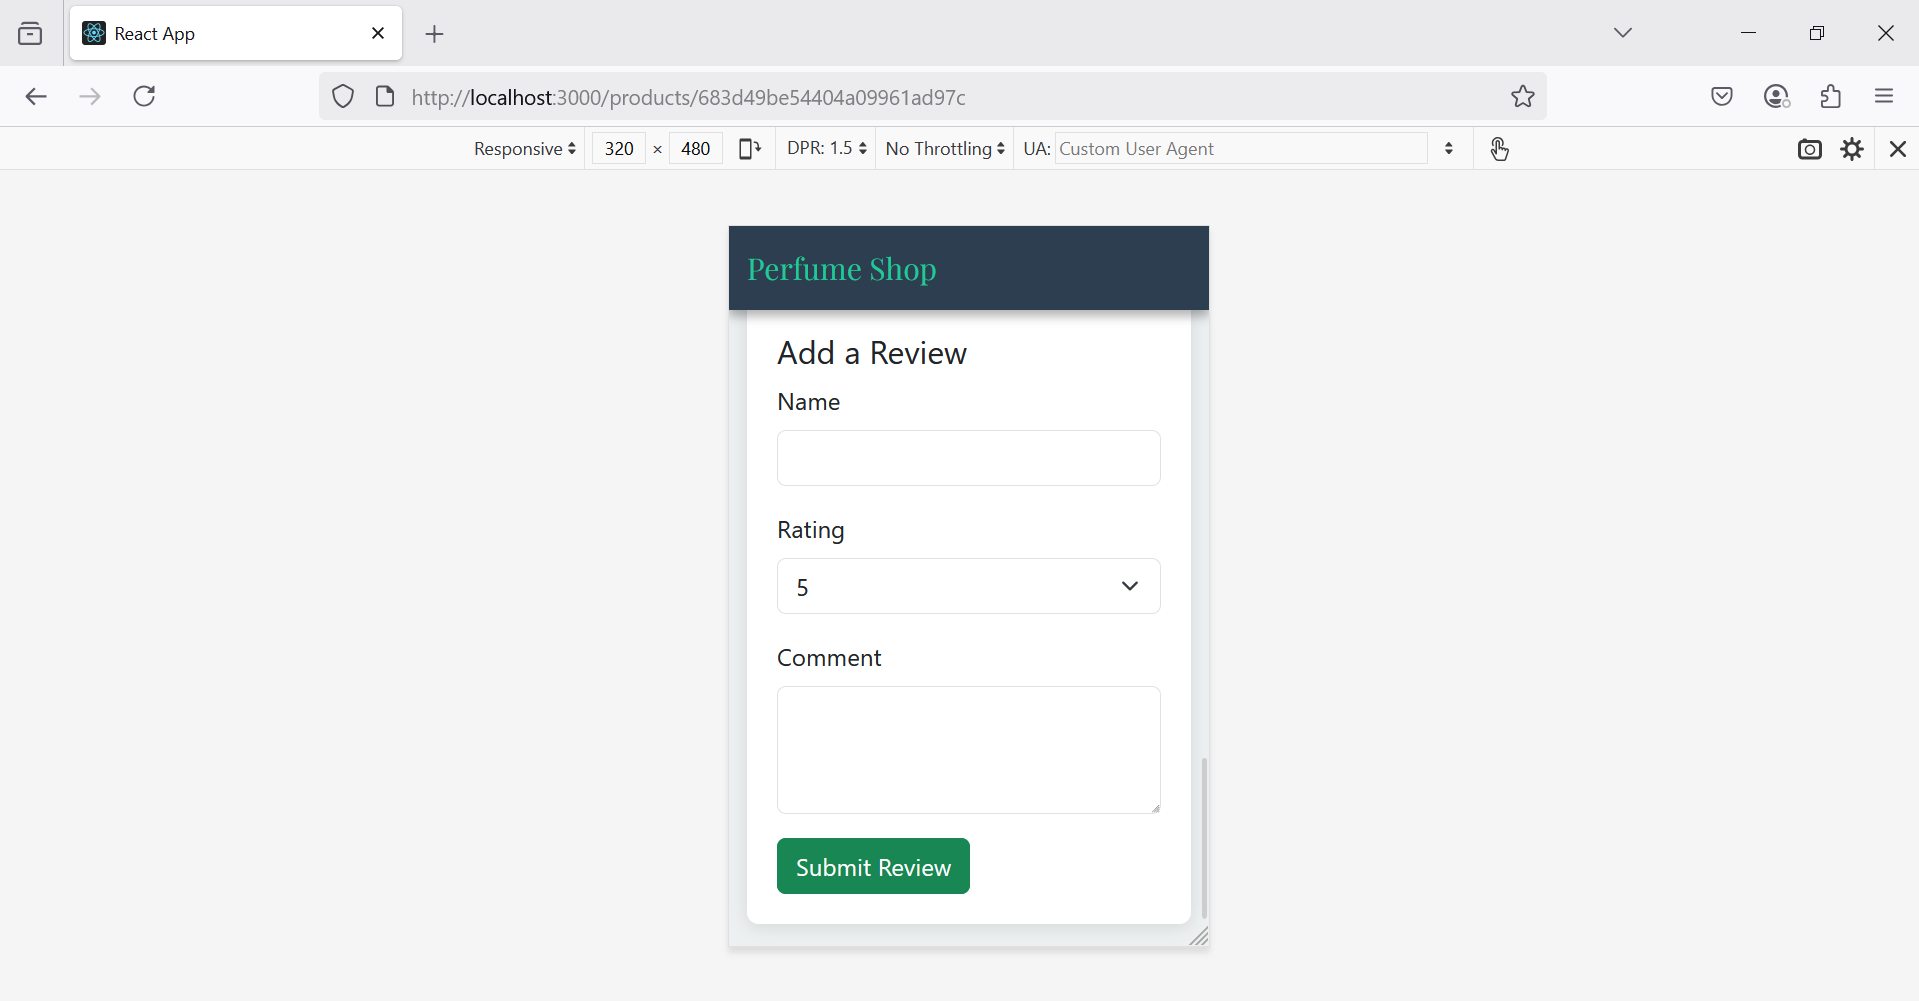 React App
http://localhost:3000/products/683d49be54404a09961ad97c
Responsive 320 × 480 DPR: 1.5 No Throttling UA: Custom User Agent
Perfume Shop
Add a Review
Name
Rating
5
Comment
Submit Review